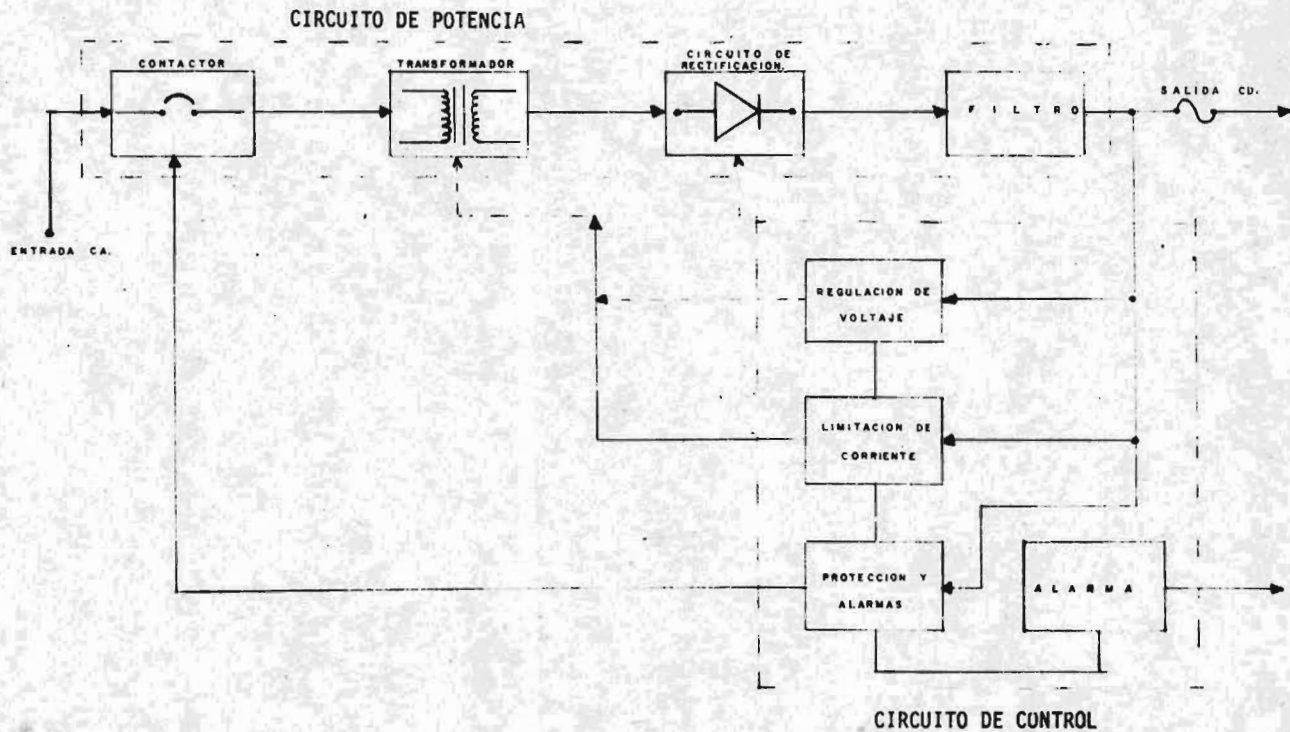 CIRCUITO DE POTENCIA
CONTACTOR
TRANSFORMADOR
CIRCUITO DE
RECTIFICACION.
FILTRO
SALIDA CD.
ENTRADA CA.
REGULACION DE
VOLTAJE
LIMITACION DE
CORRIENTE
PROTECCION Y
ALARMAS
ALARMA
CIRCUITO DE CONTROL